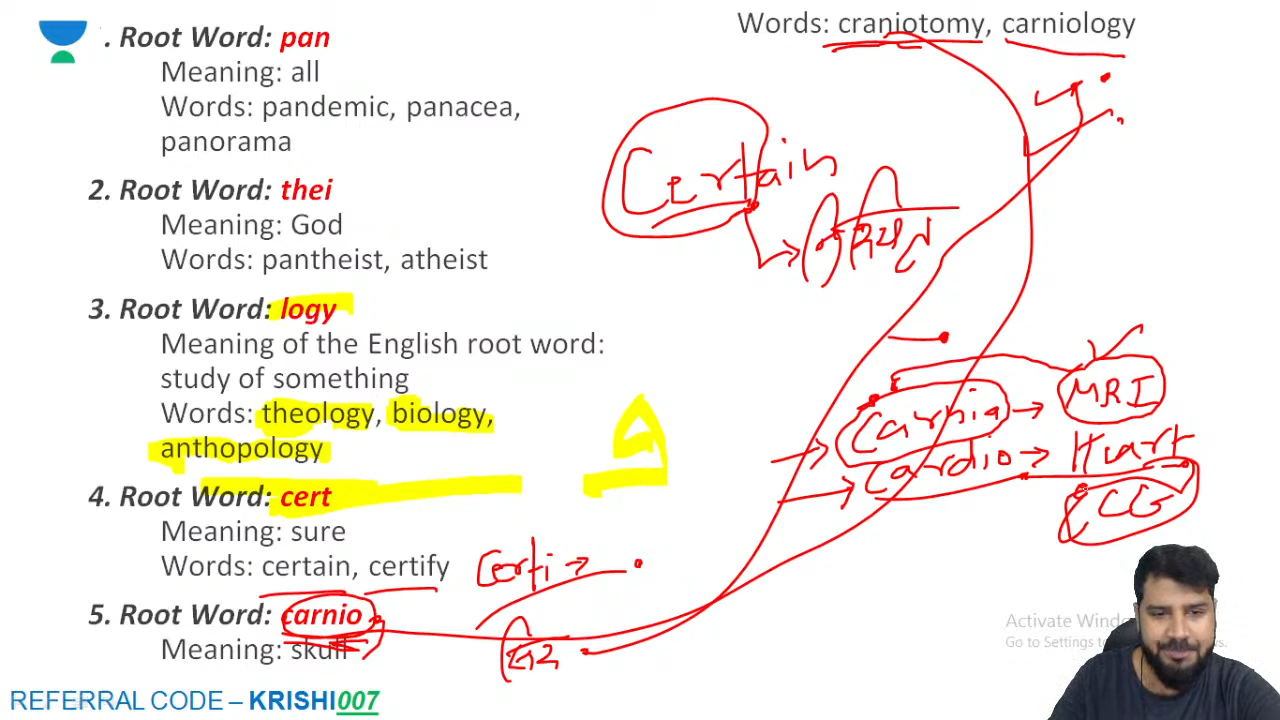 . Root Word: pan
Meaning: all
Words: pandemic, panacea,
panorama
2. Root Word: thei
Meaning: God
Words: pantheist, atheist
3. Root Word: logy
Meaning of the English root word:
study of something
Words: theology, biology,
anthopology
4. Root Word: cert
Meaning: sure
Words: certain, certify
5. Root Word: carnio
Meaning: skull
Words: craniotomy, carniology
Certain
Carnio → MRI
Cardio → Heart
ECG
Certi →
Activate Windo
Go to Settings to
REFERRAL CODE – KRISHI007